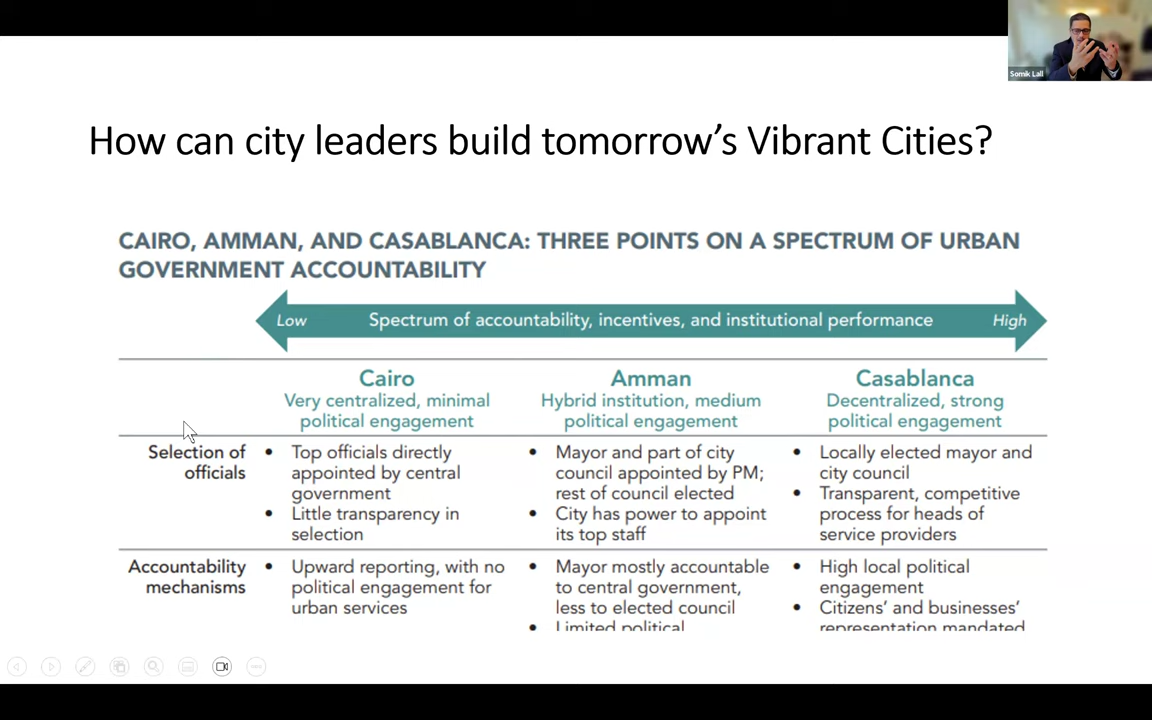 Somik Lall
How can city leaders build tomorrow's Vibrant Cities?
CAIRO, AMMAN, AND CASABLANCA: THREE POINTS ON A SPECTRUM OF URBAN
GOVERNMENT ACCOUNTABILITY
Low Spectrum of accountability, incentives, and institutional performance High
Cairo
Very centralized, minimal
political engagement
Amman
Hybrid institution, medium
political engagement
Casablanca
Decentralized, strong
political engagement
Selection of
officials
• Top officials directly
appointed by central
government
• Little transparency in
selection
• Mayor and part of city
council appointed by PM;
rest of council elected
• City has power to appoint
its top staff
• Locally elected mayor and
city council
• Transparent, competitive
process for heads of
service providers
Accountability
mechanisms
• Upward reporting, with no
political engagement for
urban services
• Mayor mostly accountable
to central government,
less to elected council
• Limited political
• High local political
engagement
• Citizens' and businesses'
representation mandated